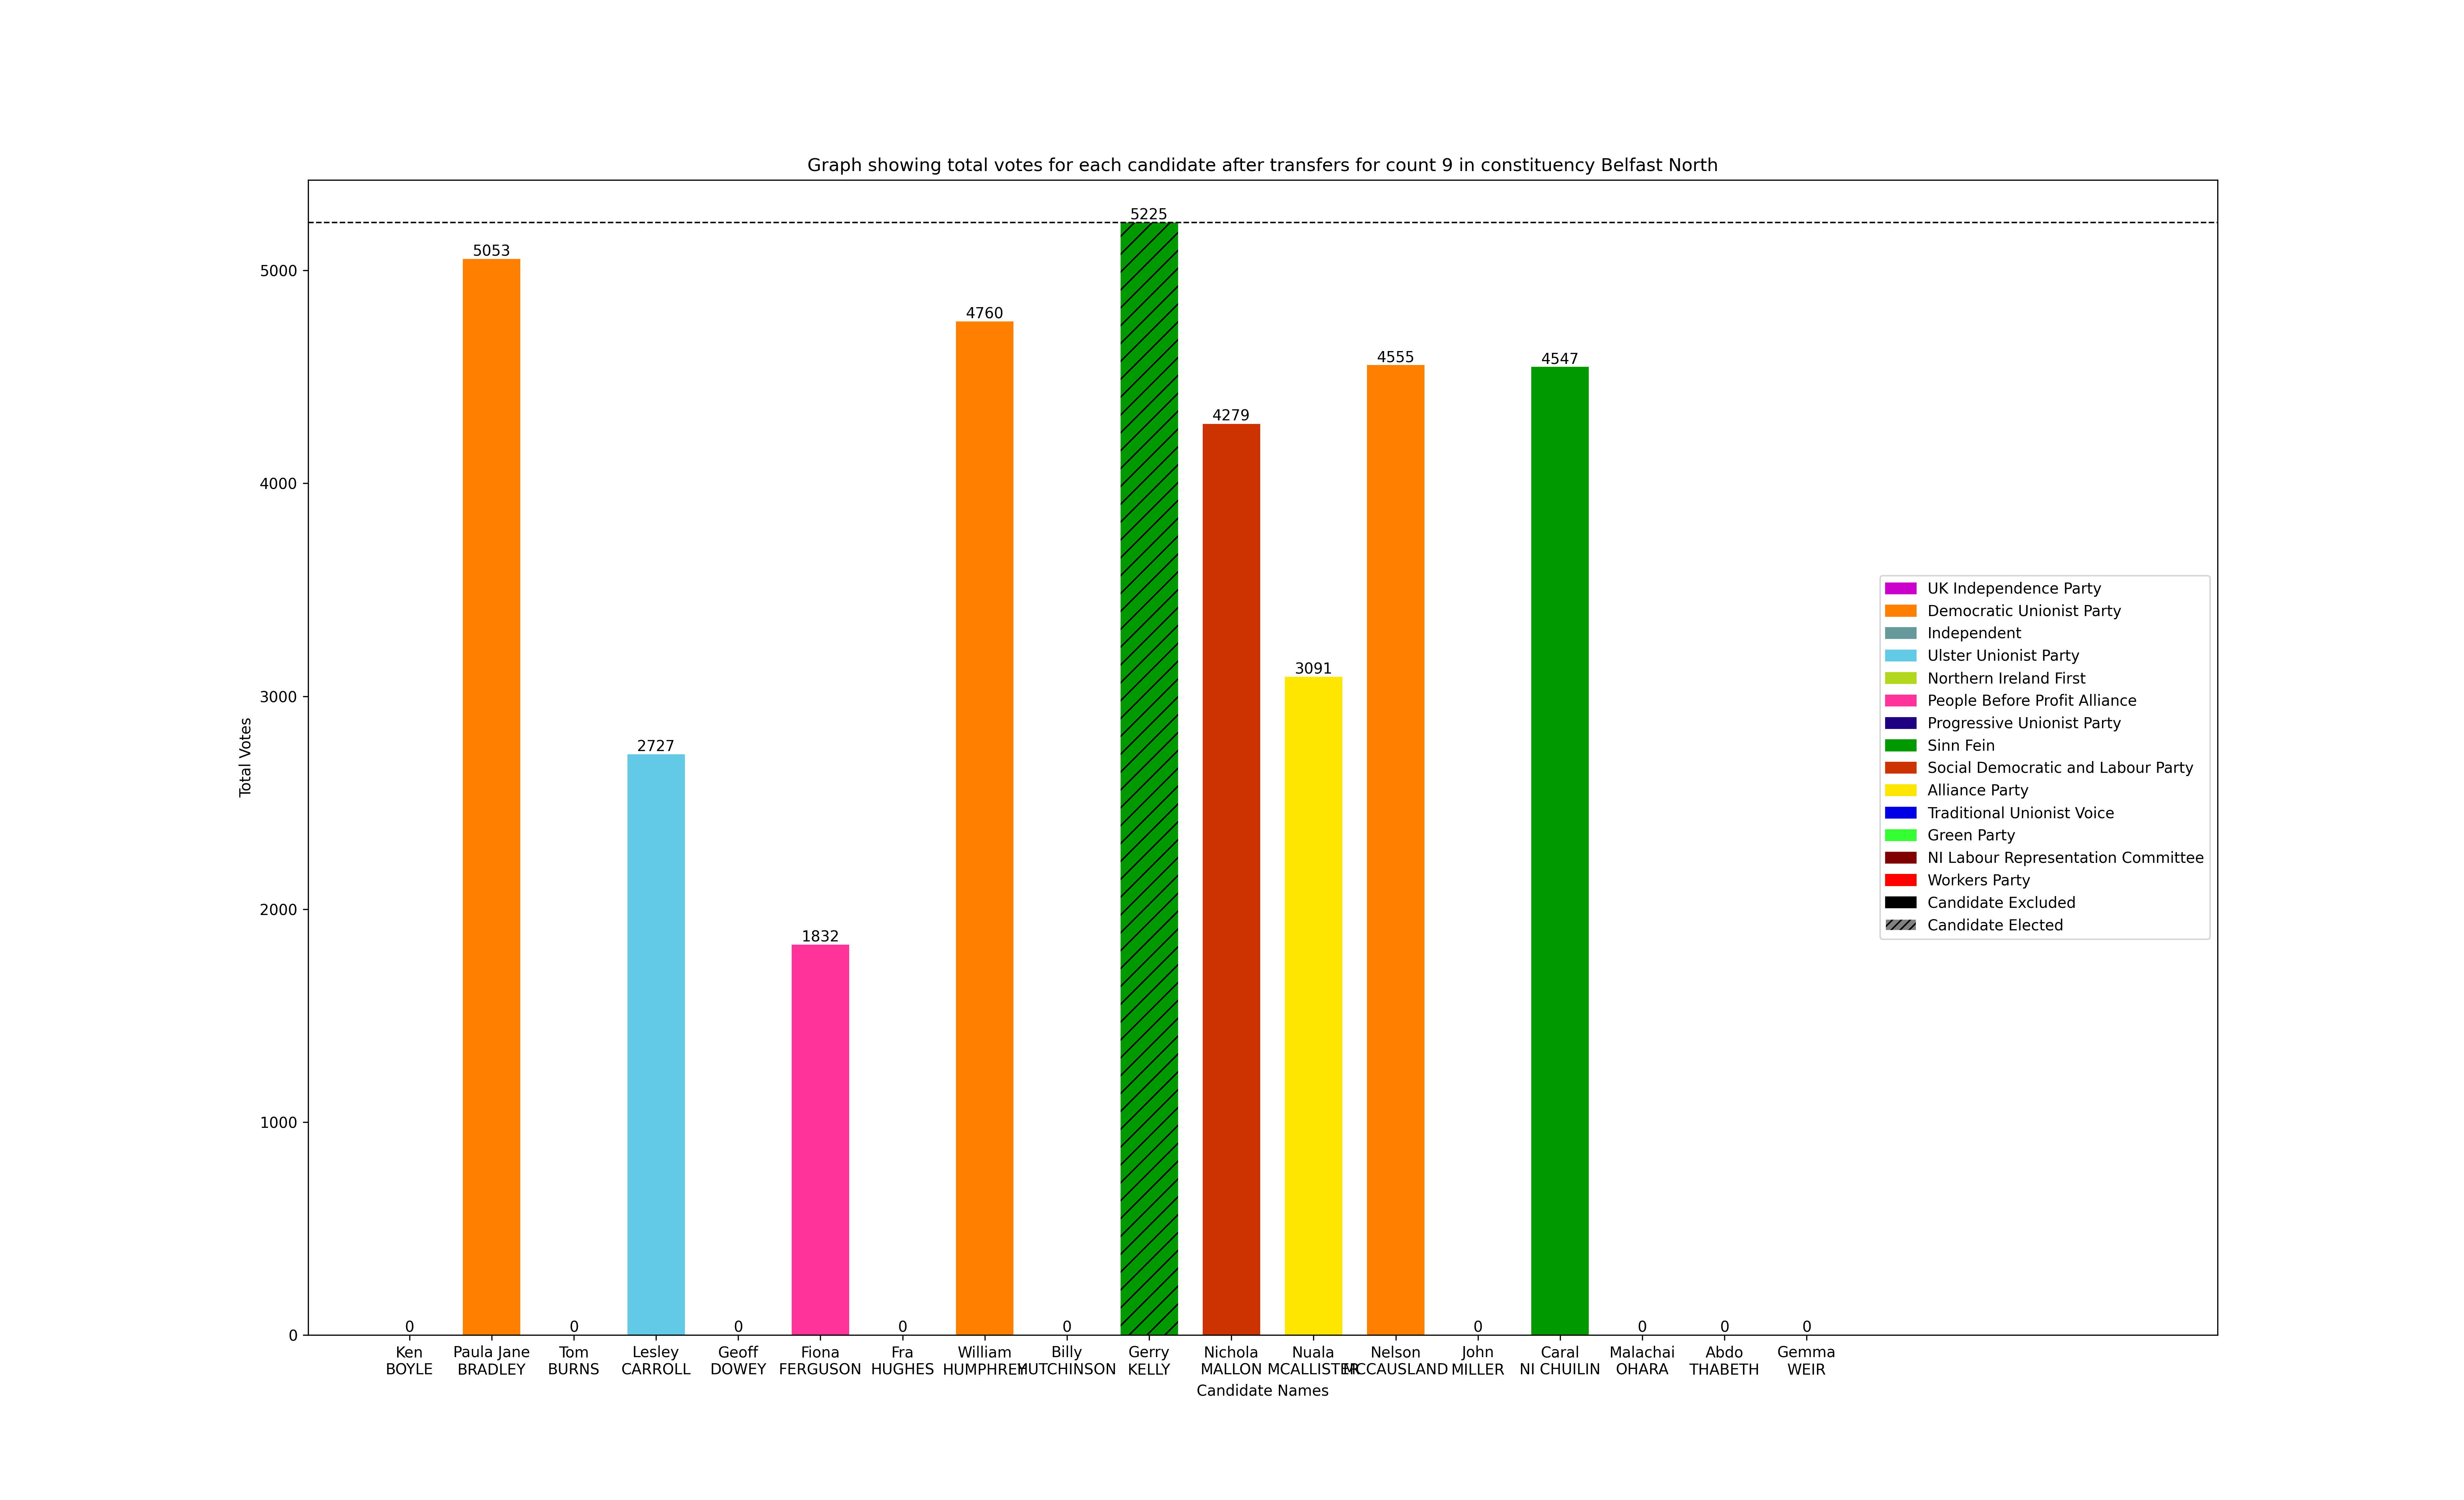 Graph showing total votes for each candidate after transfers for count 9 in constituency Belfast North
Total Votes
5000
4000
3000
2000
1000
0
0
5053
0
2727
0
1832
0
4760
0
5225
4279
3091
4555
0
4547
0
0
0
Ken
BOYLE
Paula Jane
BRADLEY
Tom
BURNS
Lesley
CARROLL
Geoff
DOWEY
Fiona
FERGUSON
Fra
HUGHES
William
HUMPHREY
Billy
HUTCHINSON
Gerry
KELLY
Nichola
MALLON
Nuala
MCALLISTER
Nelson
MCCAUSLAND
John
MILLER
Caral
NI CHUILIN
Malachai
OHARA
Abdo
THABETH
Gemma
WEIR
Candidate Names
UK Independence Party
Democratic Unionist Party
Independent
Ulster Unionist Party
Northern Ireland First
People Before Profit Alliance
Progressive Unionist Party
Sinn Fein
Social Democratic and Labour Party
Alliance Party
Traditional Unionist Voice
Green Party
NI Labour Representation Committee
Workers Party
Candidate Excluded
Candidate Elected